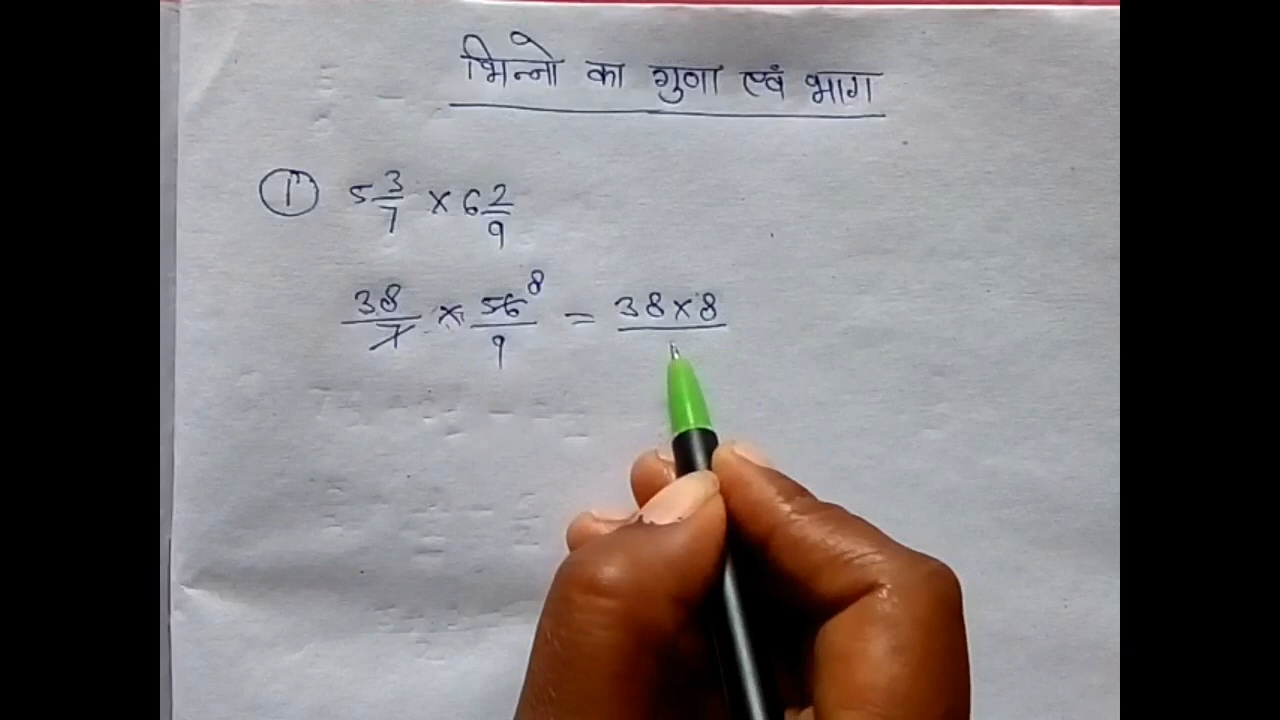 भिन्नो का गुणा एवं भाग
① 5 3/7 × 6 2/9
38/7 × 56/9 8 = 38×8